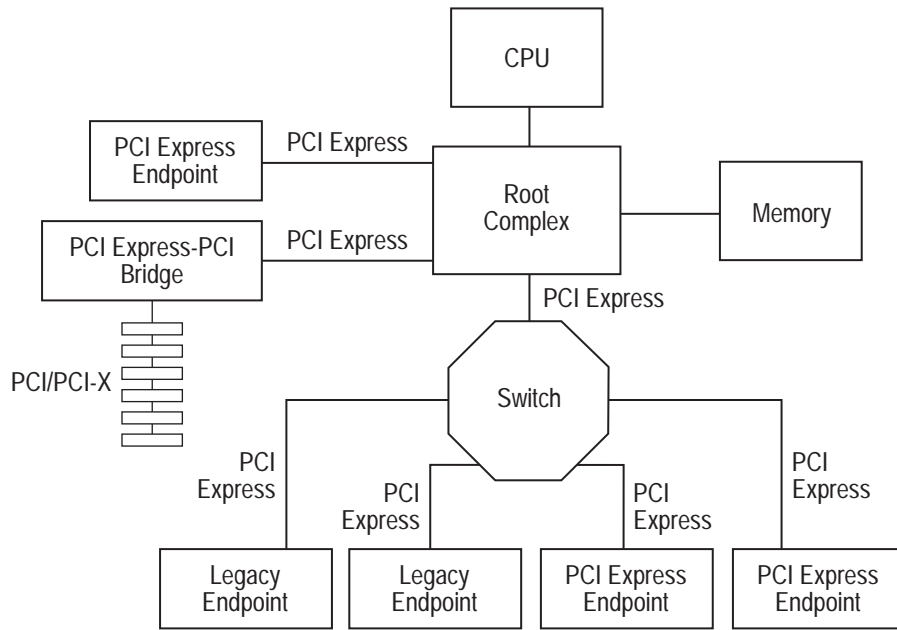 CPU
PCI Express
Endpoint
PCI Express
Root
Complex
Memory
PCI Express-PCI
Bridge
PCI Express
PCI Express
PCI/PCI-X
Switch
PCI
Express
PCI
Express
PCI
Express
PCI
Express
Legacy
Endpoint
Legacy
Endpoint
PCI Express
Endpoint
PCI Express
Endpoint